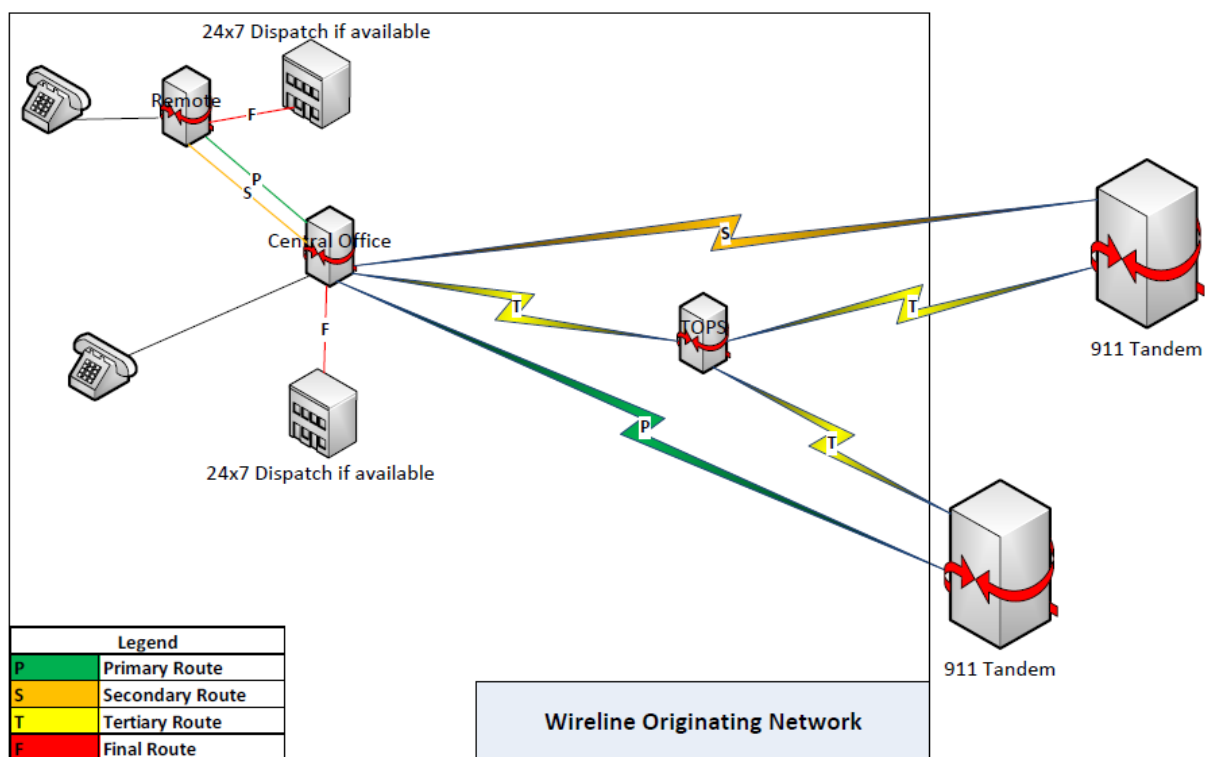 24x7 Dispatch if available
Remote
F
P
S
Central Office
S
T
T
TOPS
F
911 Tandem
P
T
24x7 Dispatch if available
911 Tandem
Legend
P Primary Route
S Secondary Route
T Tertiary Route
F Final Route
Wireline Originating Network